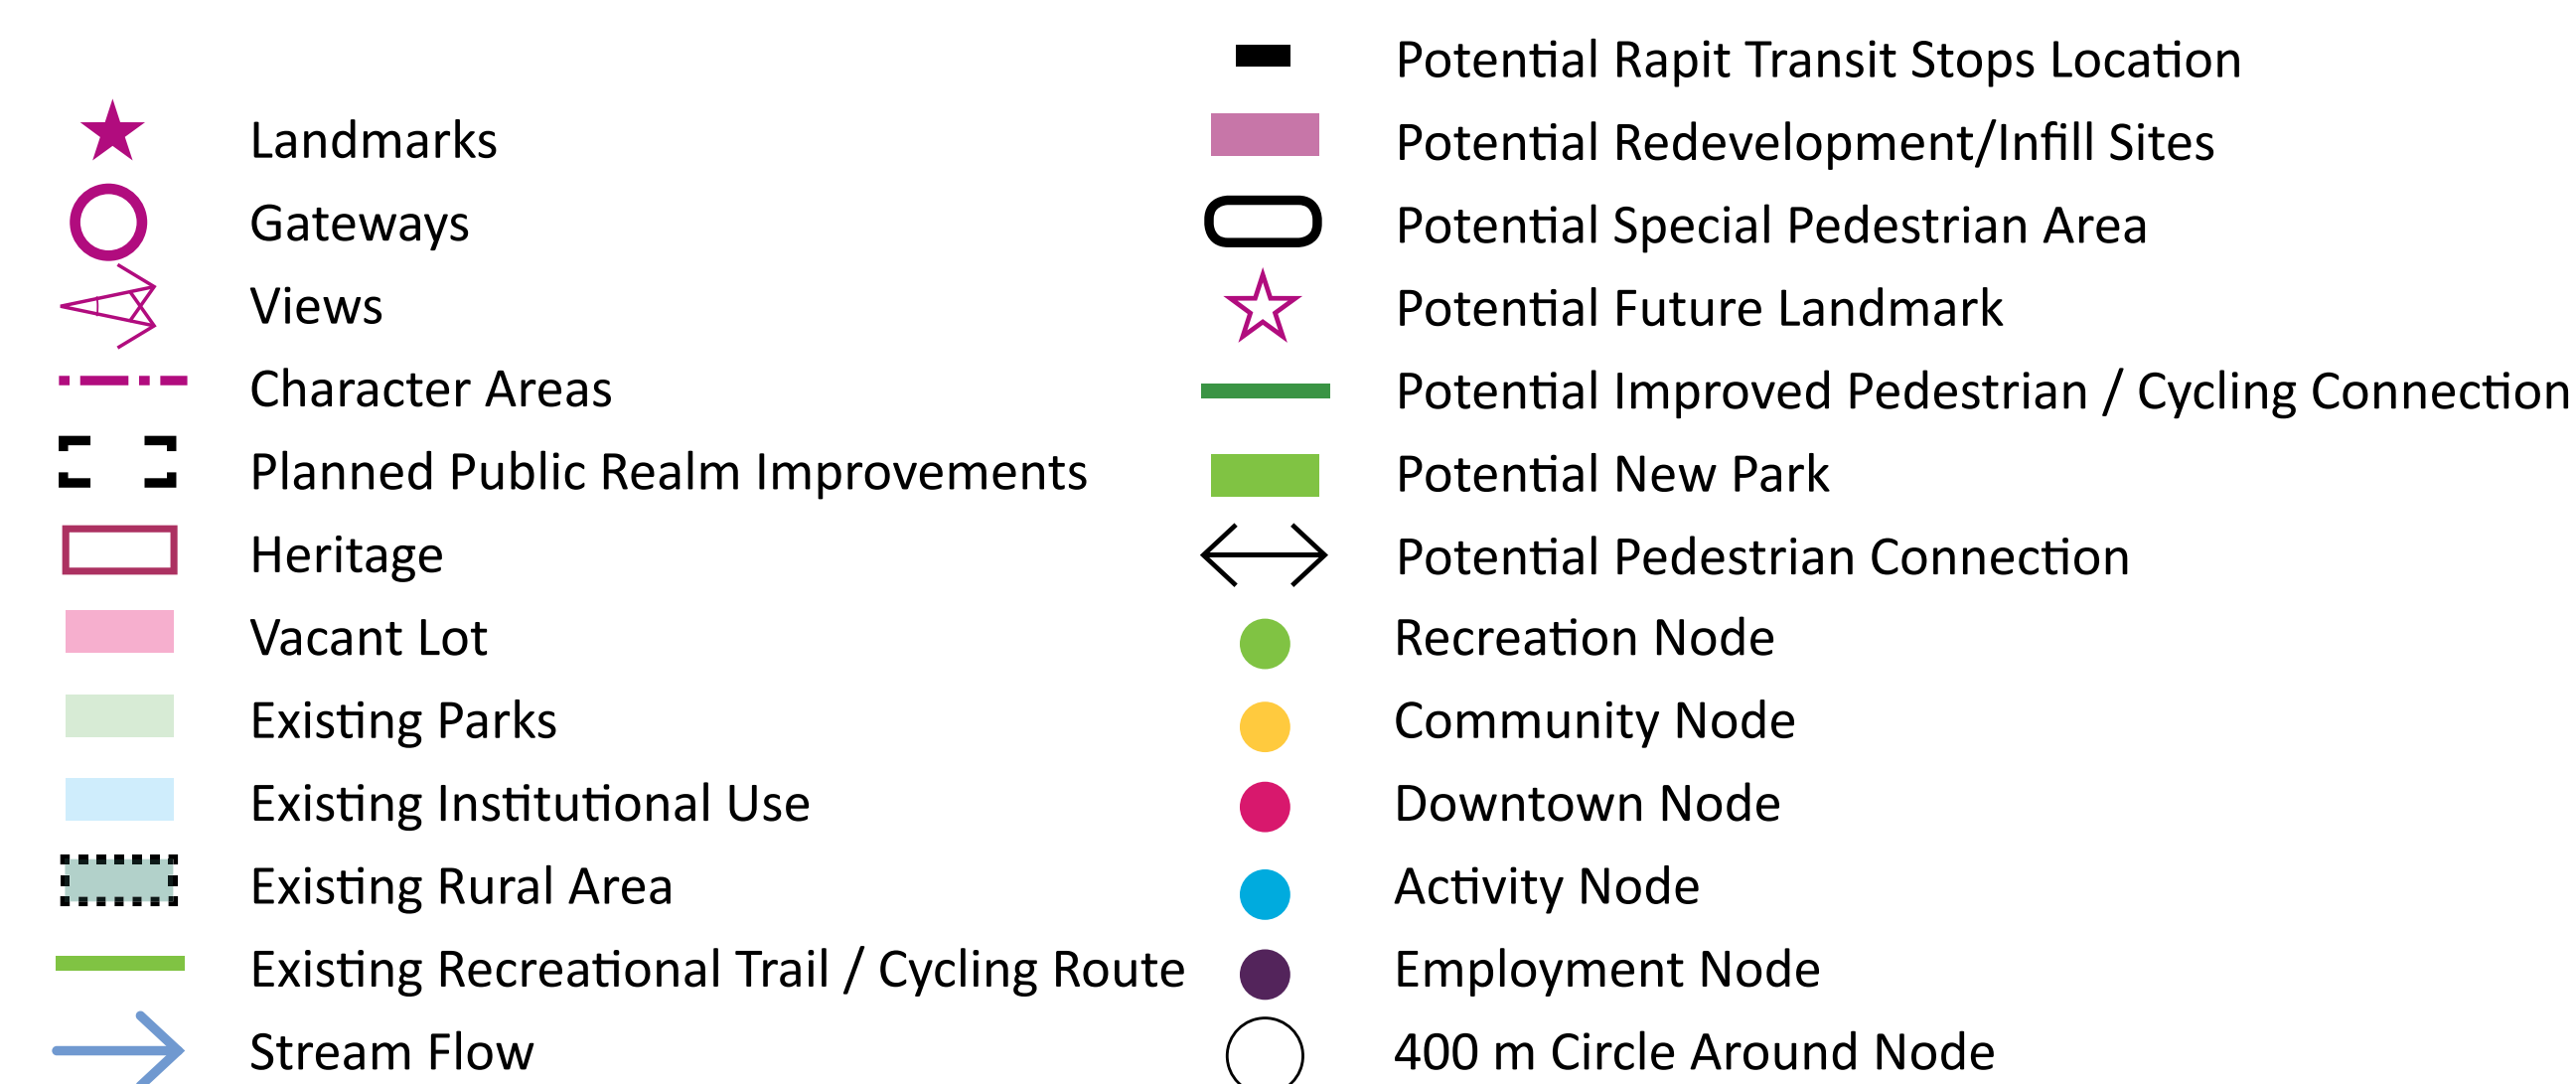 Landmarks
Gateways
Views
Character Areas
Planned Public Realm Improvements
Heritage
Vacant Lot
Existing Parks
Existing Institutional Use
Existing Rural Area
Existing Recreational Trail / Cycling Route
Stream Flow
Potential Rapit Transit Stops Location
Potential Redevelopment/Infill Sites
Potential Special Pedestrian Area
Potential Future Landmark
Potential Improved Pedestrian / Cycling Connection
Potential New Park
Potential Pedestrian Connection
Recreation Node
Community Node
Downtown Node
Activity Node
Employment Node
400 m Circle Around Node